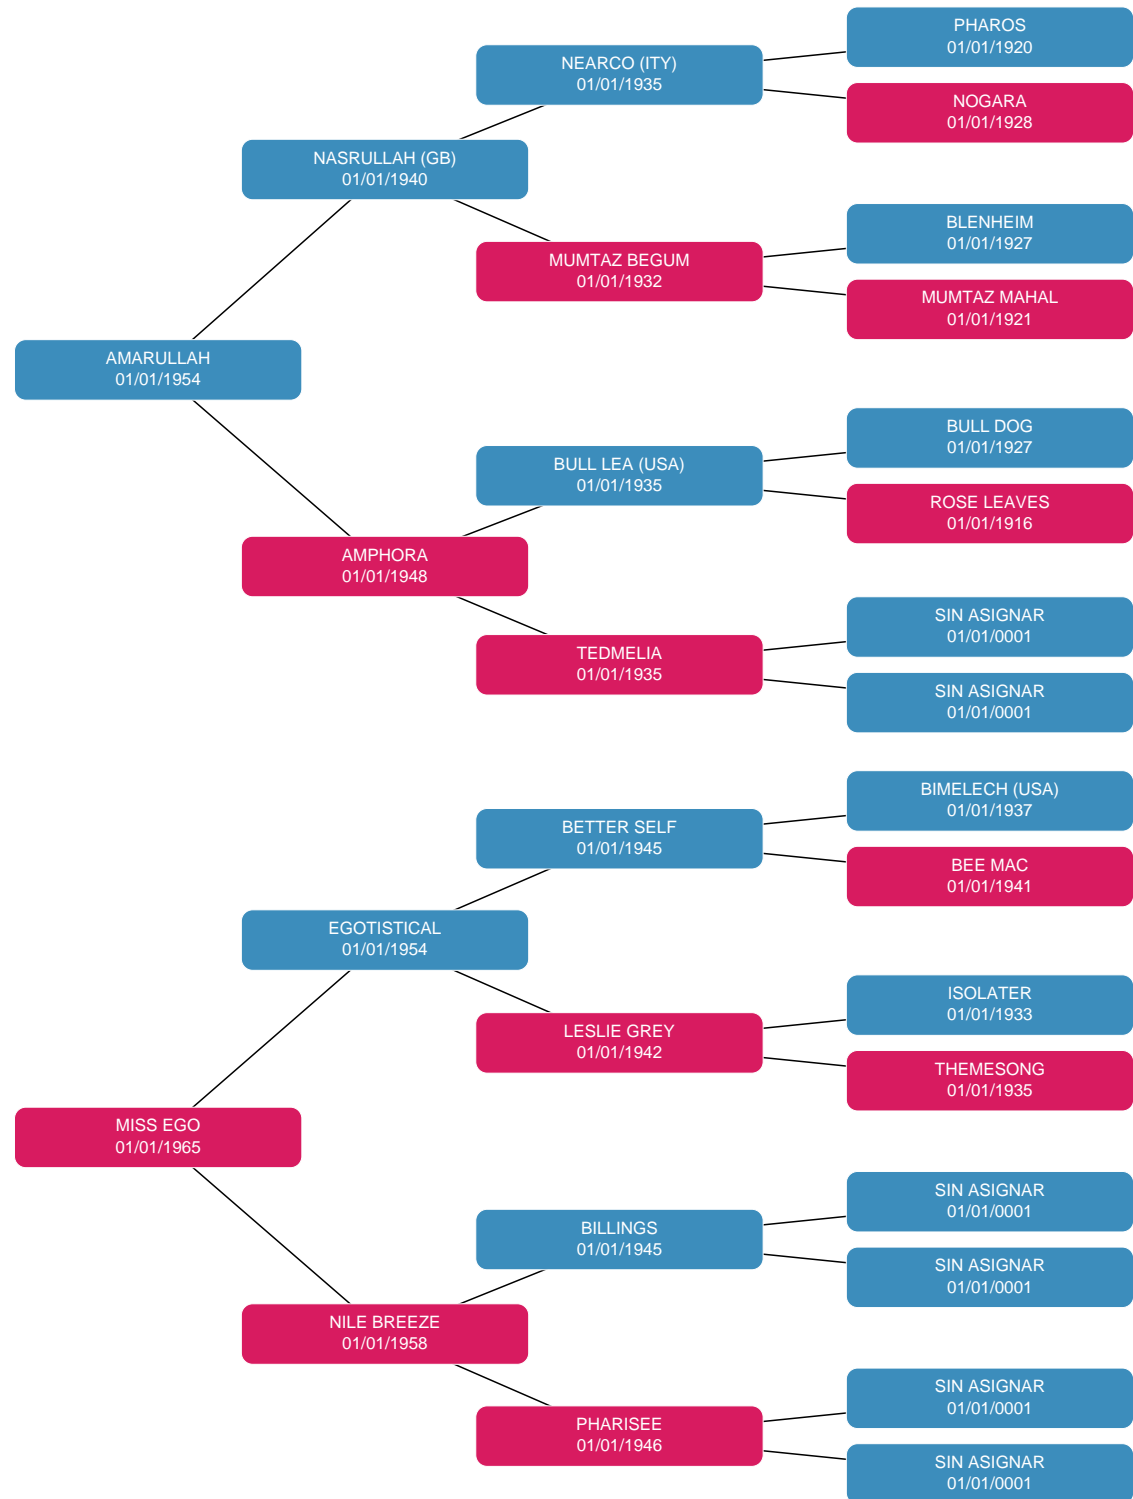 PHAROS
01/01/1920
NEARCO (ITY)
01/01/1935
NOGARA
01/01/1928
NASRULLAH (GB)
01/01/1940
BLENHEIM
01/01/1927
MUMTAZ BEGUM
01/01/1932
MUMTAZ MAHAL
01/01/1921
AMARULLAH
01/01/1954
BULL DOG
01/01/1927
BULL LEA (USA)
01/01/1935
ROSE LEAVES
01/01/1916
AMPHORA
01/01/1948
SIN ASIGNAR
01/01/0001
TEDMELIA
01/01/1935
SIN ASIGNAR
01/01/0001
BIMELECH (USA)
01/01/1937
BETTER SELF
01/01/1945
BEE MAC
01/01/1941
EGOTISTICAL
01/01/1954
ISOLATER
01/01/1933
LESLIE GREY
01/01/1942
THEMESONG
01/01/1935
MISS EGO
01/01/1965
SIN ASIGNAR
01/01/0001
BILLINGS
01/01/1945
SIN ASIGNAR
01/01/0001
NILE BREEZE
01/01/1958
SIN ASIGNAR
01/01/0001
PHARISEE
01/01/1946
SIN ASIGNAR
01/01/0001